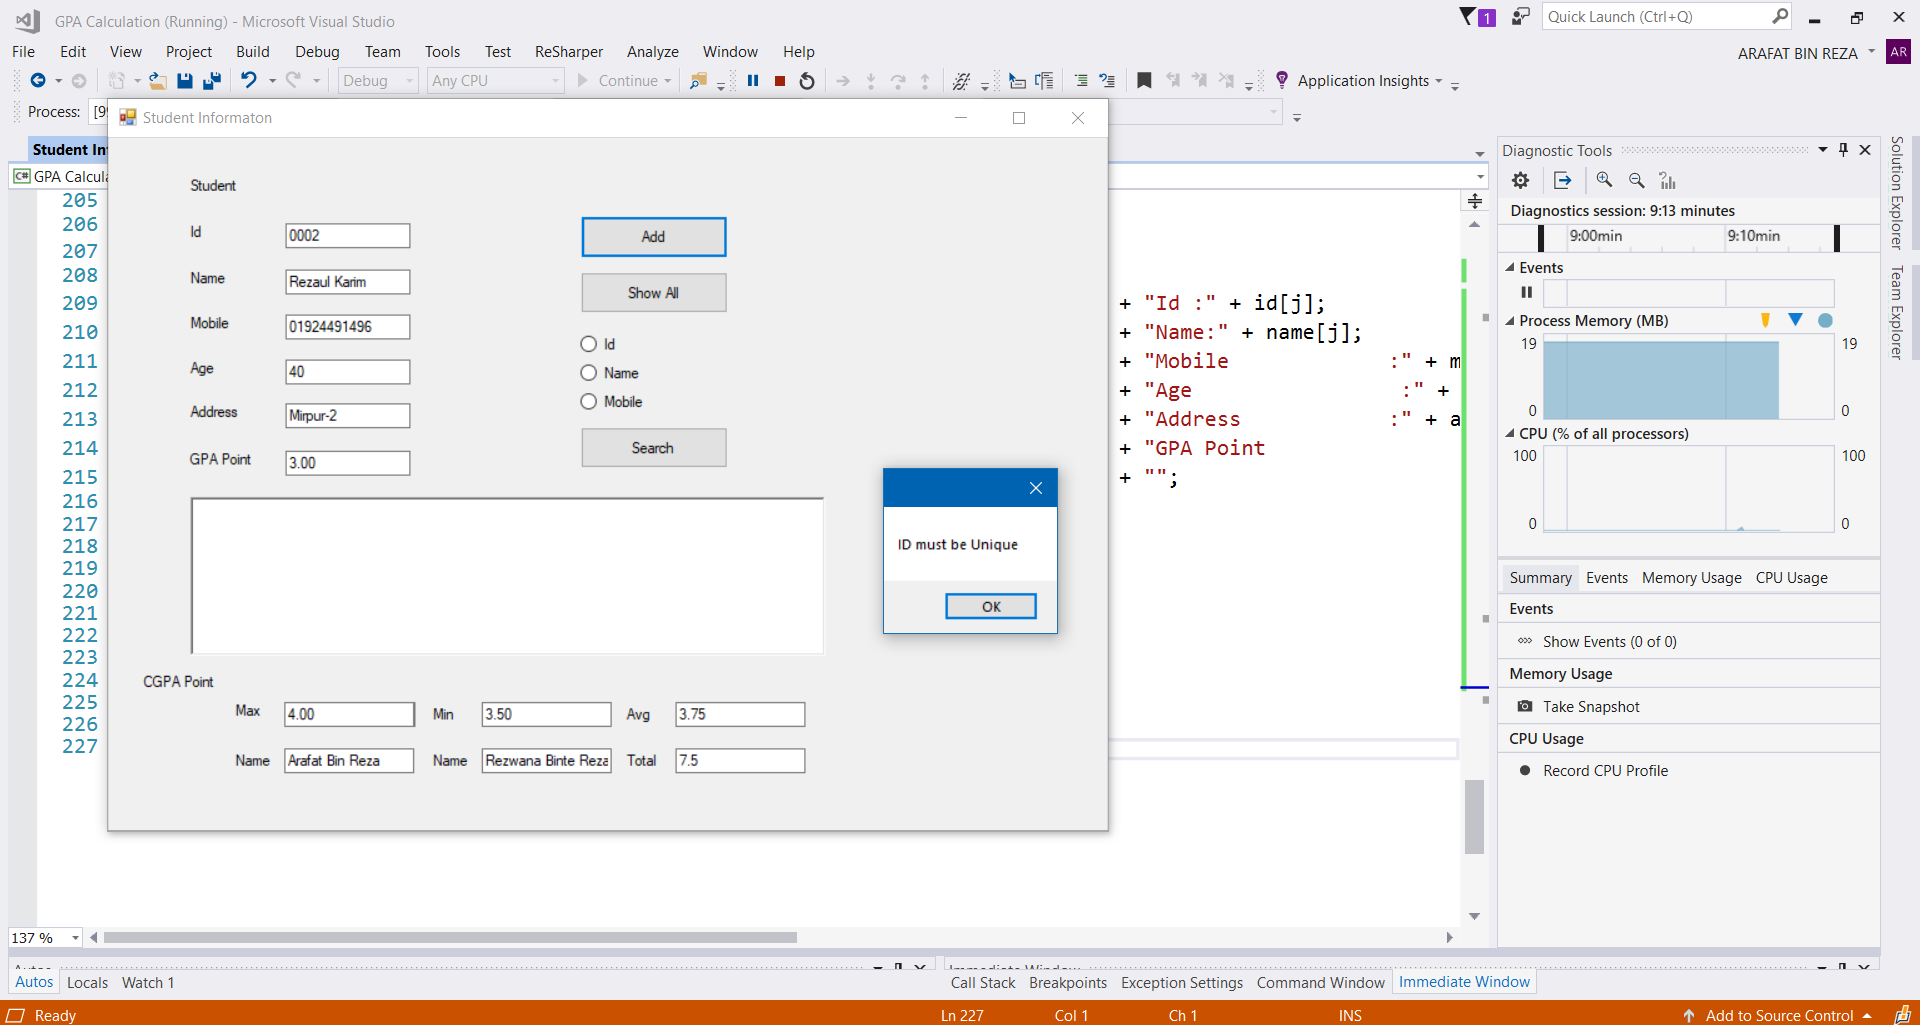 GPA Calculation (Running) - Microsoft Visual Studio
1
Quick Launch (Ctrl+Q)
File Edit View Project Build Debug Team Tools Test ReSharper Analyze Window Help
ARAFAT BIN REZA AR
Debug Any CPU Continue Application Insights
Process:
Student Informaton
Student
Id 0002
Name Rezaul Karim
Mobile 01924491496
Age 40
Address Mirpur-2
GPA Point 3.00
Add
Show All
Id
Name
Mobile
Search
ID must be Unique
OK
CGPA Point
Max 4.00 Min 3.50 Avg 3.75
Name Arafat Bin Reza Name Rezwana Binte Reza Total 7.5
205
206
207
208
209 + "Id :" + id[j];
210 + "Name:" + name[j];
211 + "Mobile :" + m
212 + "Age :" +
213 + "Address :" + a
214 + "GPA Point
215 + "";
216
217
218
219
220
221
222
223
224
225
226
227
Diagnostic Tools
Diagnostics session: 9:13 minutes
9:00min 9:10min
Events
Process Memory (MB)
19 19
0 0
CPU (% of all processors)
100 100
0 0
Summary Events Memory Usage CPU Usage
Events
Show Events (0 of 0)
Memory Usage
Take Snapshot
CPU Usage
Record CPU Profile
Solution Explorer
Team Explorer
137 %
Autos Locals Watch 1
Call Stack Breakpoints Exception Settings Command Window Immediate Window
Ready Ln 227 Col 1 Ch 1 INS Add to Source Control